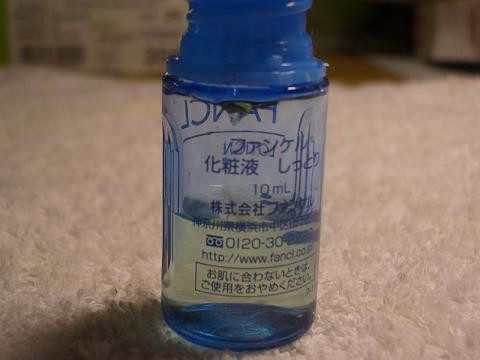 FANCL
ファンケル
化粧液 しっとり
10mL
株式会社ファンケル
神奈川県横浜市中区
0120-30-
http://www.fancl.co.jp
お肌に合わないときは、
ご使用をおやめください。